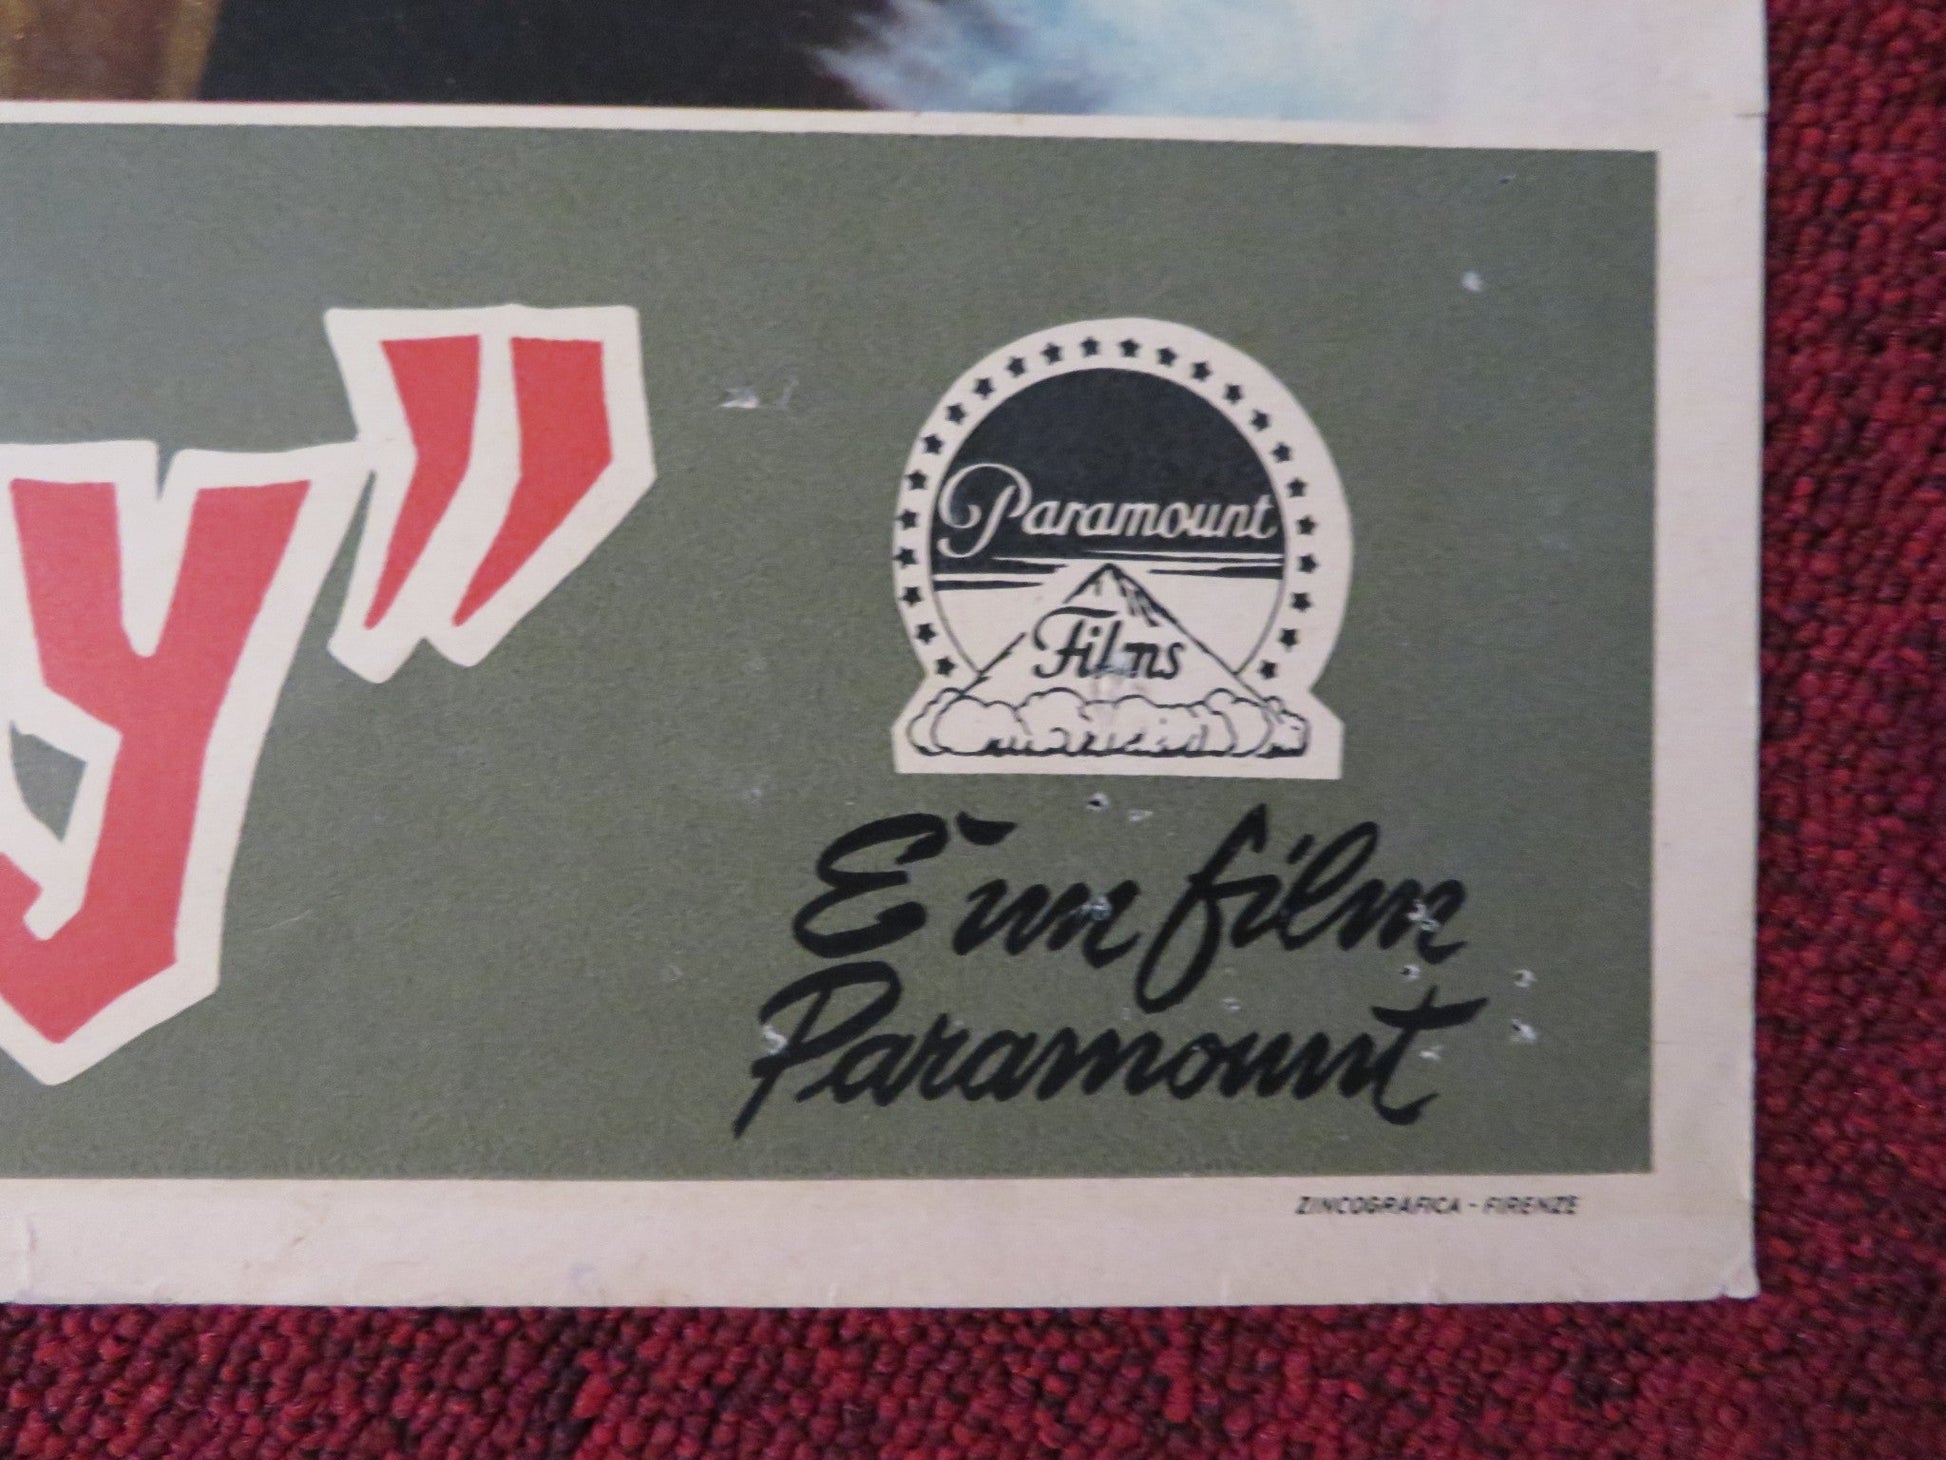 y”
Paramount
Films
E' un film
Paramount
ZINCOGRAFICA - FIRENZE